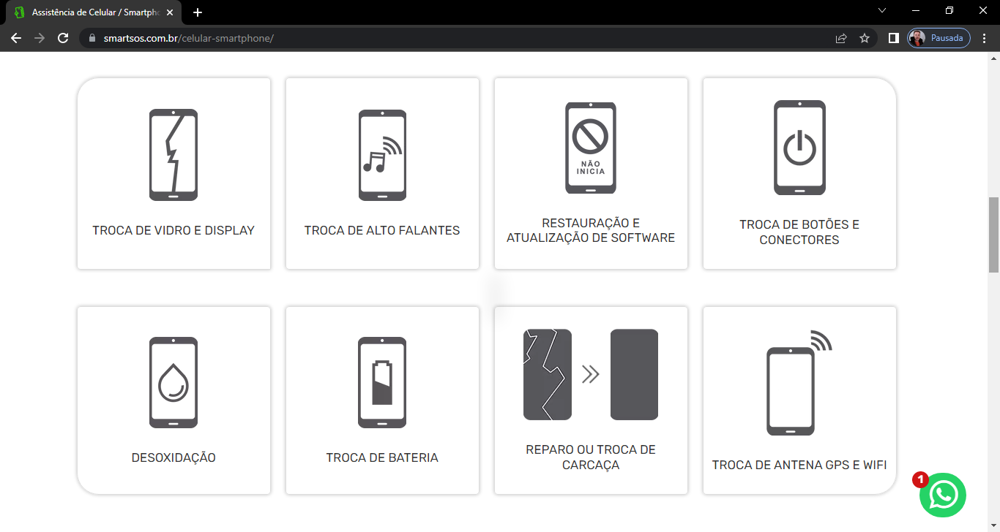 Assistência de Celular / Smartph
smartsos.com.br/celular-smartphone/
Pausada
NÃO
INICIA
TROCA DE VIDRO E DISPLAY
TROCA DE ALTO FALANTES
RESTAURAÇÃO E
ATUALIZAÇÃO DE SOFTWARE
TROCA DE BOTÕES E
CONECTORES
DESOXIDAÇÃO
TROCA DE BATERIA
REPARO OU TROCA DE
CARCAÇA
TROCA DE ANTENA GPS E WIFI
1